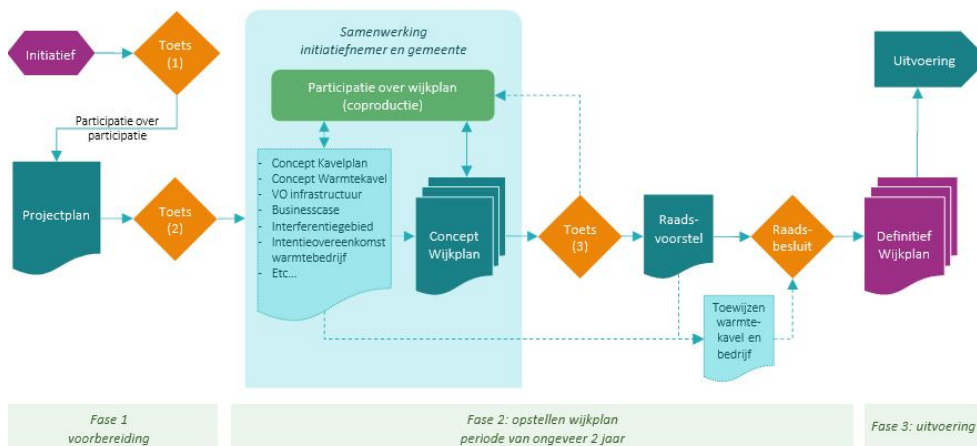 Initiatief
Toets
(1)
Participatie over
participatie
Projectplan
Toets
(2)
Samenwerking
initiatiefnemer en gemeente
Participatie over wijkplan
(coproductie)
- Concept Kavelplan
- Concept Warmtekavel
- VO infrastructuur
- Businesscase
- Interferentiegebied
- Intentieovereenkomst
warmtebedrijf
- Etc...
Concept
Wijkplan
Toets
(3)
Raads-
voorstel
Raads-
besluit
Toewijzen
warmte-
kavel en
bedrijf
Definitief
Wijkplan
Uitvoering
Fase 1
voorbereiding
Fase 2: opstellen wijkplan
periode van ongeveer 2 jaar
Fase 3: uitvoering